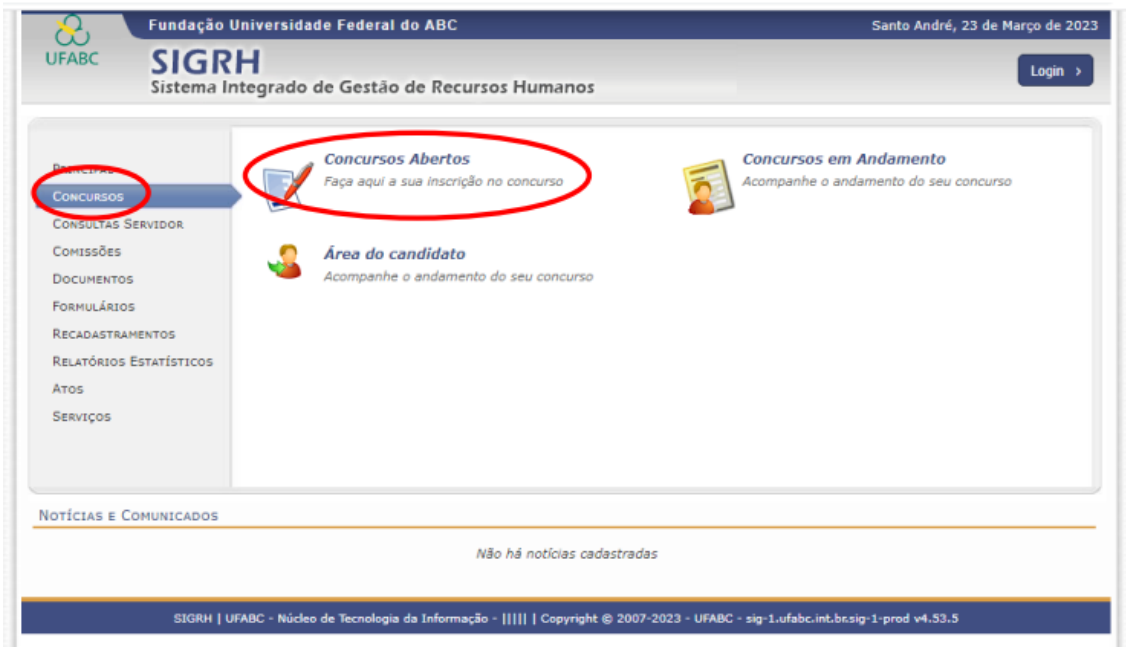 Fundação Universidade Federal do ABC
Santo André, 23 de Março de 2023
UFABC
SIGRH
Sistema Integrado de Gestão de Recursos Humanos
Login >
Principal
Concursos
Consultas Servidor
Comissões
Documentos
Formulários
Recadastramentos
Relatórios Estatísticos
Atos
Serviços
Concursos Abertos
Faça aqui a sua inscrição no concurso
Concursos em Andamento
Acompanhe o andamento do seu concurso
Área do candidato
Acompanhe o andamento do seu concurso
Notícias e Comunicados
Não há notícias cadastradas
SIGRH | UFABC - Núcleo de Tecnologia da Informação - ||||| | Copyright © 2007-2023 - UFABC - sig-1.ufabc.int.br.sig-1-prod v4.53.5